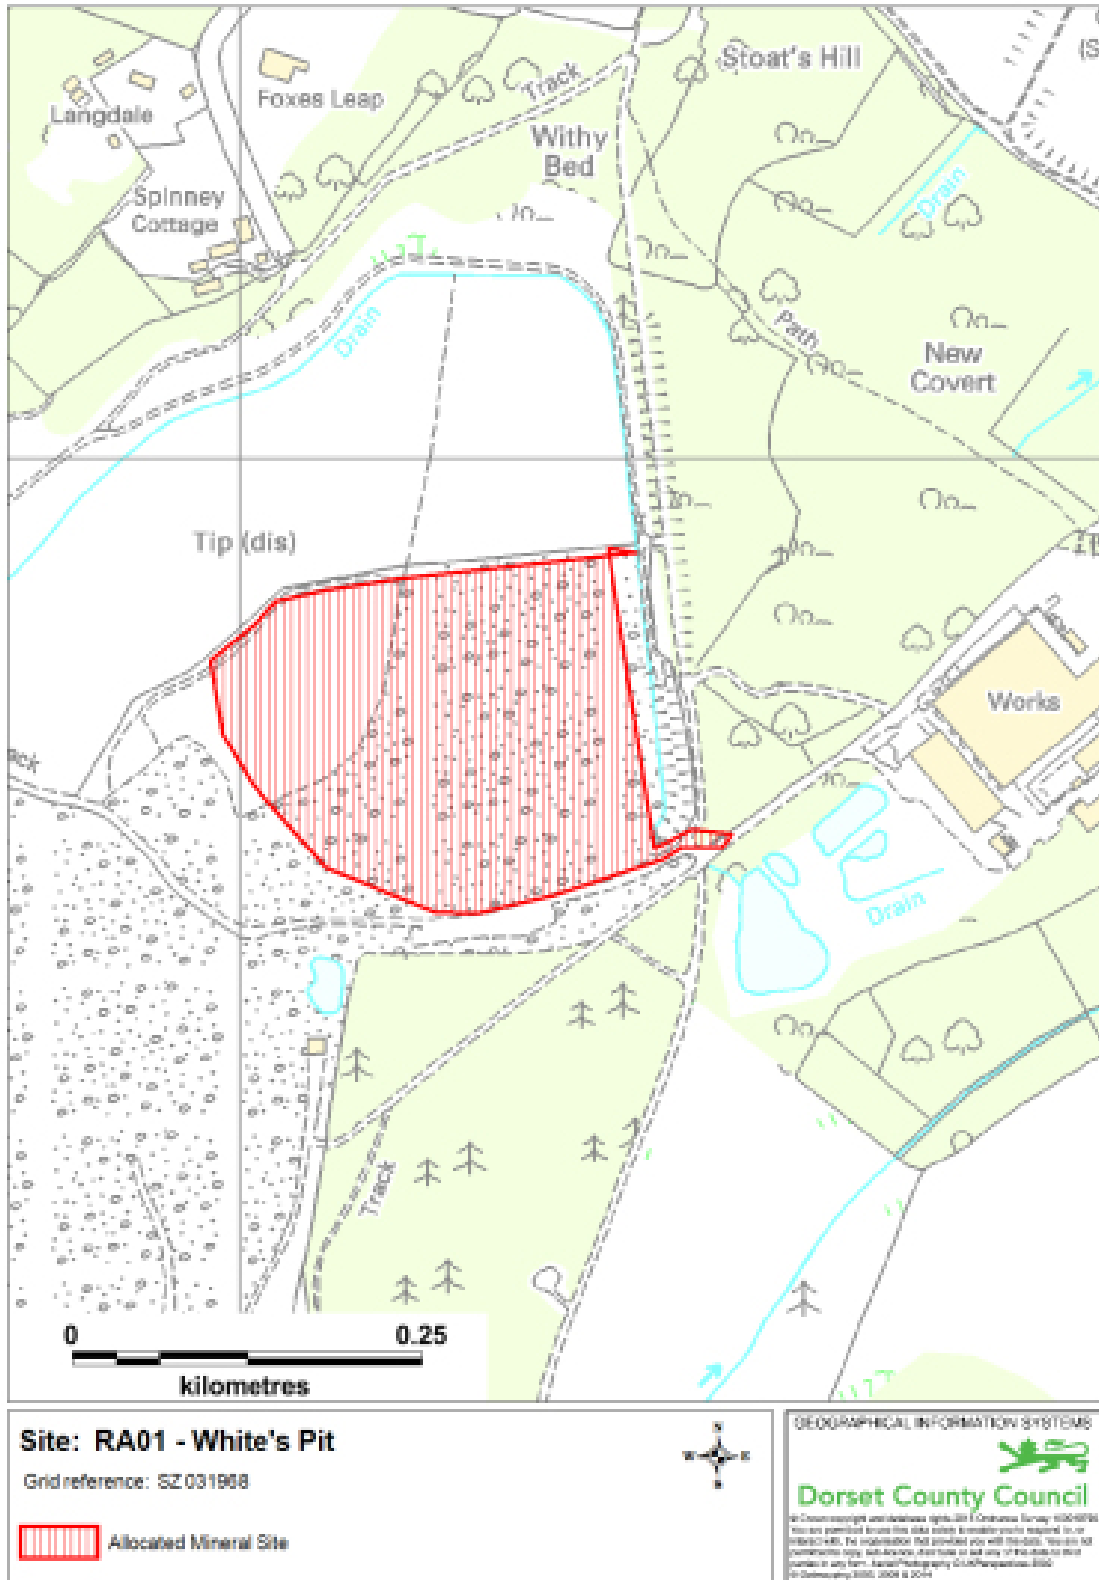 Stoat's Hill
(S
Track
Foxes Leap
Langdale
Withy
Bed
Spinney
Cottage
Drain
Drain
Path
New
Covert
Tip (dis)
Works
ack
Drain
Track
0 0.25
kilometres
Site: RA01 - White's Pit
Grid reference: SZ 031968
Allocated Mineral Site
N
W E
S
GEOGRAPHICAL INFORMATION SYSTEMS
Dorset County Council